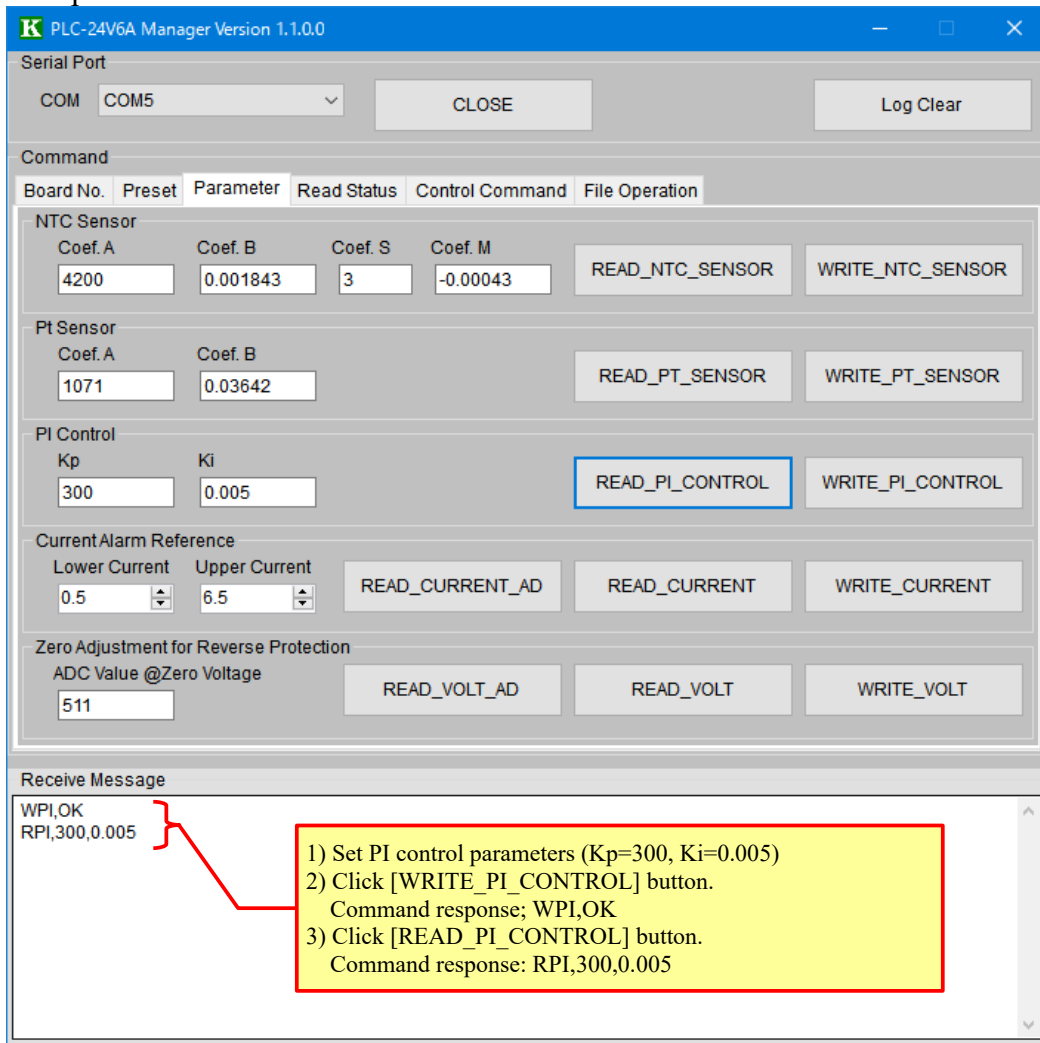 K PLC-24V6A Manager Version 1.1.0.0
Serial Port
COM COM5 CLOSE Log Clear
Command
Board No. Preset Parameter Read Status Control Command File Operation
NTC Sensor
Coef. A Coef. B Coef. S Coef. M
4200 0.001843 3 -0.00043 READ_NTC_SENSOR WRITE_NTC_SENSOR
Pt Sensor
Coef. A Coef. B
1071 0.03642 READ_PT_SENSOR WRITE_PT_SENSOR
PI Control
Kp Ki
300 0.005 READ_PI_CONTROL WRITE_PI_CONTROL
Current Alarm Reference
Lower Current Upper Current
0.5 6.5 READ_CURRENT_AD READ_CURRENT WRITE_CURRENT
Zero Adjustment for Reverse Protection
ADC Value @Zero Voltage
511 READ_VOLT_AD READ_VOLT WRITE_VOLT
Receive Message
WPI,OK
RPI,300,0.005
1) Set PI control parameters (Kp=300, Ki=0.005)
2) Click [WRITE_PI_CONTROL] button.
Command response; WPI,OK
3) Click [READ_PI_CONTROL] button.
Command response: RPI,300,0.005